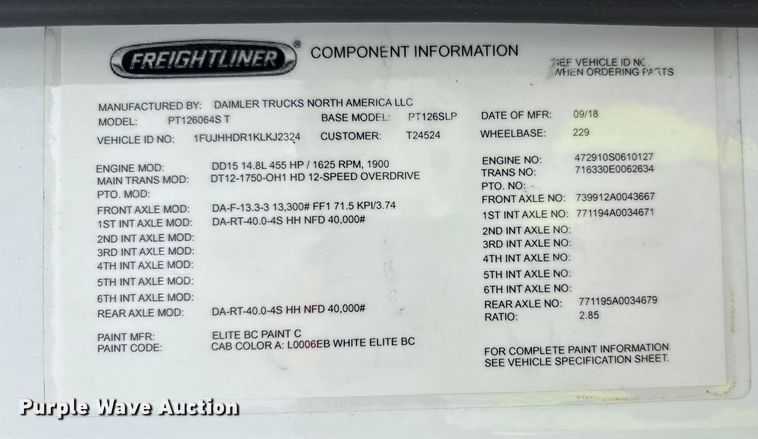 FREIGHTLINER ® COMPONENT INFORMATION
REF VEHICLE ID NO.
WHEN ORDERING PARTS
MANUFACTURED BY: DAIMLER TRUCKS NORTH AMERICA LLC
MODEL: PT126064S T BASE MODEL: PT126SLP DATE OF MFR: 09/18
VEHICLE ID NO: 1FUJHHDR1KLKJ2324 CUSTOMER: T24524 WHEELBASE: 229
ENGINE MOD: DD15 14.8L 455 HP / 1625 RPM, 1900 ENGINE NO: 472910S0610127
MAIN TRANS MOD: DT12-1750-OH1 HD 12-SPEED OVERDRIVE TRANS NO: 716330E0062634
PTO. MOD: PTO. NO:
FRONT AXLE MOD: DA-F-13.3-3 13,300# FF1 71.5 KPI/3.74 FRONT AXLE NO: 739912A0043667
1ST INT AXLE MOD: DA-RT-40.0-4S HH NFD 40,000# 1ST INT AXLE NO: 771194A0034671
2ND INT AXLE MOD: 2ND INT AXLE NO:
3RD INT AXLE MOD: 3RD INT AXLE NO:
4TH INT AXLE MOD: 4TH INT AXLE NO:
5TH INT AXLE MOD: 5TH INT AXLE NO:
6TH INT AXLE MOD: 6TH INT AXLE NO:
REAR AXLE MOD: DA-RT-40.0-4S HH NFD 40,000# REAR AXLE NO: 771195A0034679
RATIO: 2.85
PAINT MFR: ELITE BC PAINT C
PAINT CODE: CAB COLOR A: L0006EB WHITE ELITE BC
FOR COMPLETE PAINT INFORMATION
SEE VEHICLE SPECIFICATION SHEET.
Purple Wave Auction